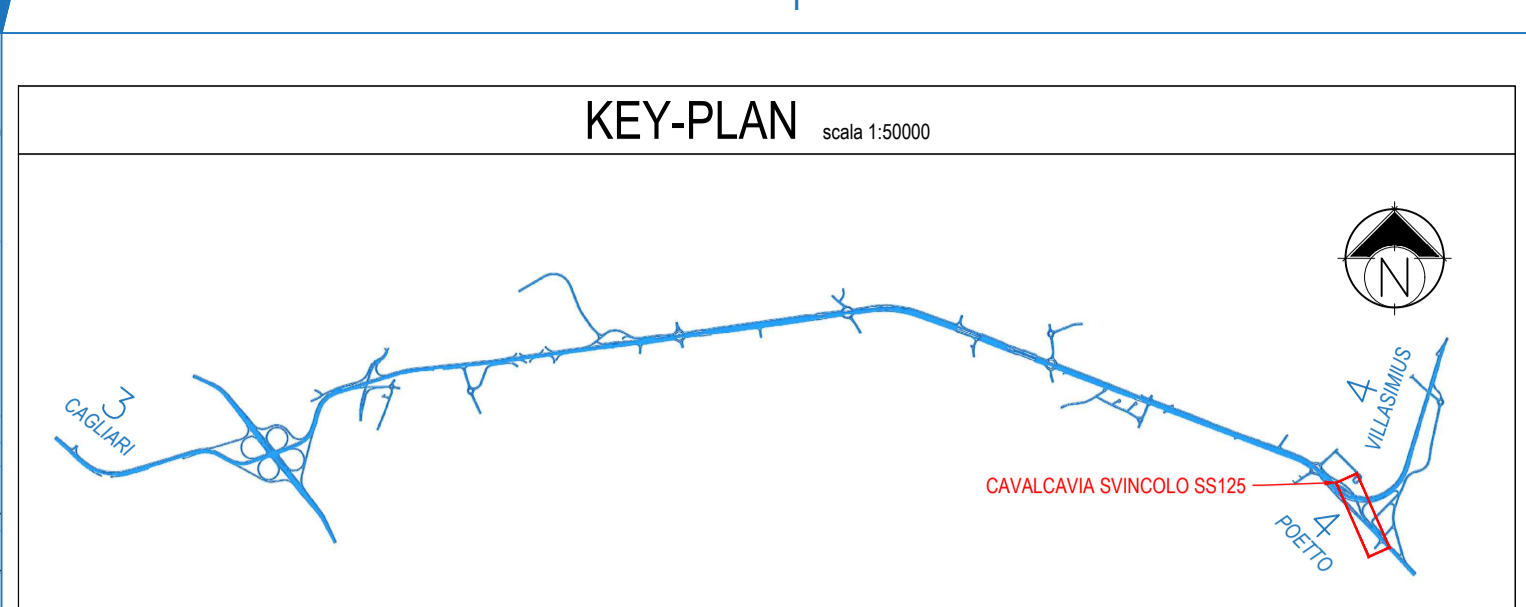 KEY-PLAN scala 1:50000
N
3
CAGLIARI
4
VILLASIMIUS
CAVALCAVIA SVINCOLO SS125
4
POETTO